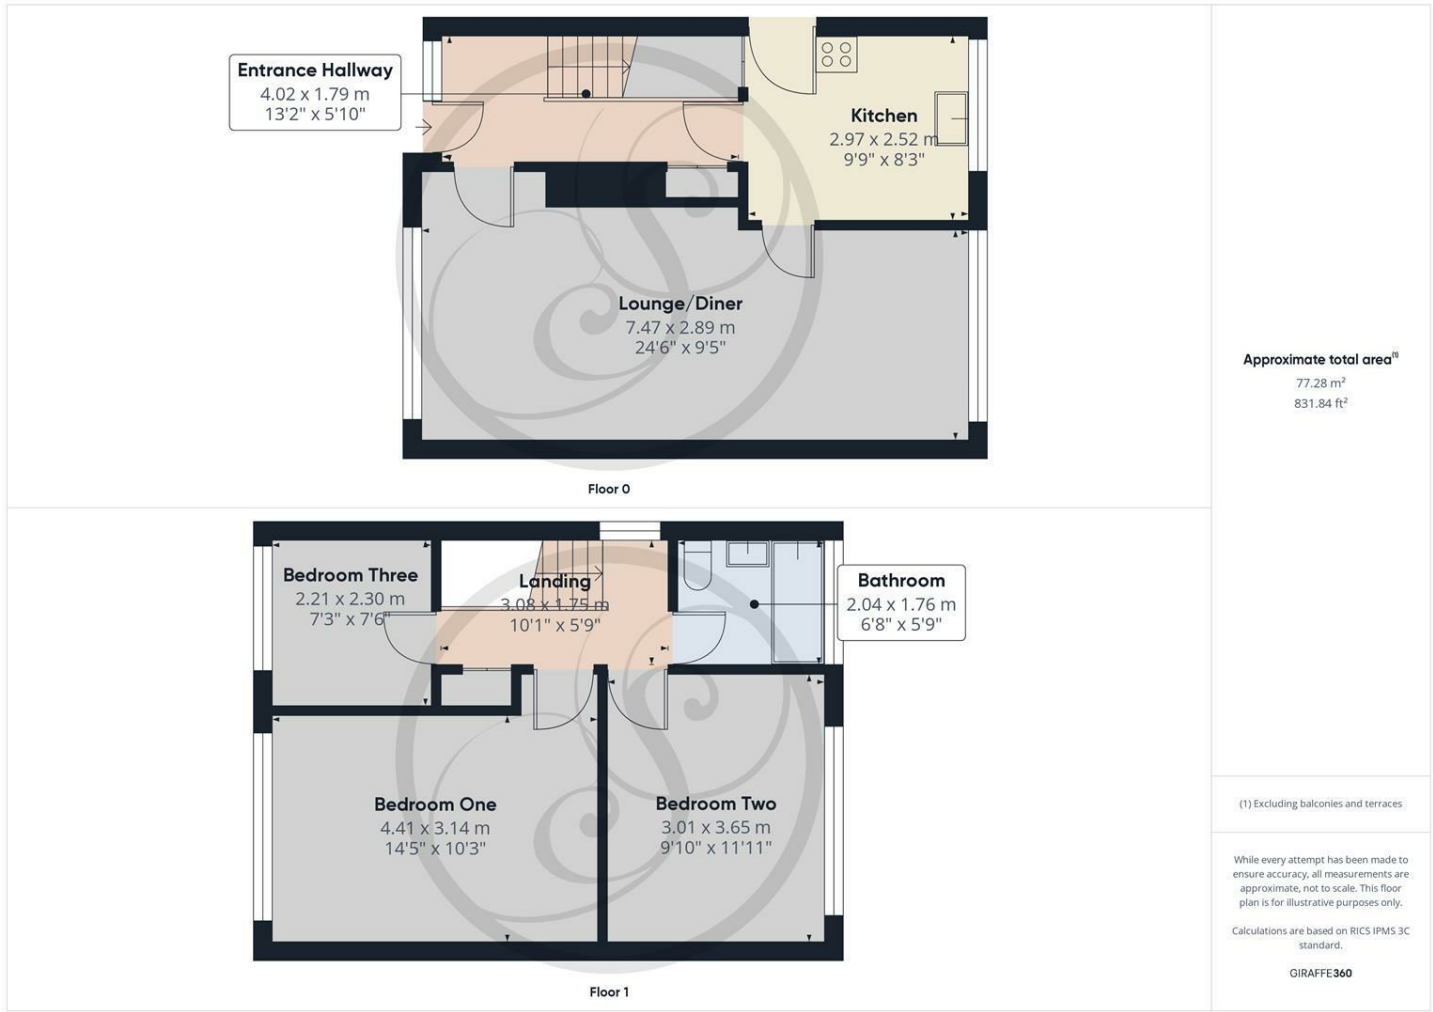 Entrance Hallway
4.02 x 1.79 m
13'2" x 5'10"
Kitchen
2.97 x 2.52 m
9'9" x 8'3"
Lounge/Diner
7.47 x 2.89 m
24'6" x 9'5"
Floor 0
Bedroom Three
2.21 x 2.30 m
7'3" x 7'6"
Landing
3.08 x 1.75 m
10'1" x 5'9"
Bathroom
2.04 x 1.76 m
6'8" x 5'9"
Bedroom One
4.41 x 3.14 m
14'5" x 10'3"
Bedroom Two
3.01 x 3.65 m
9'10" x 11'11"
Floor 1
Approximate total area(1)
77.28 m²
831.84 ft²
(1) Excluding balconies and terraces
While every attempt has been made to
ensure accuracy, all measurements are
approximate, not to scale. This floor
plan is for illustrative purposes only.
Calculations are based on RICS IPMS 3C
standard.
GIRAFFE360